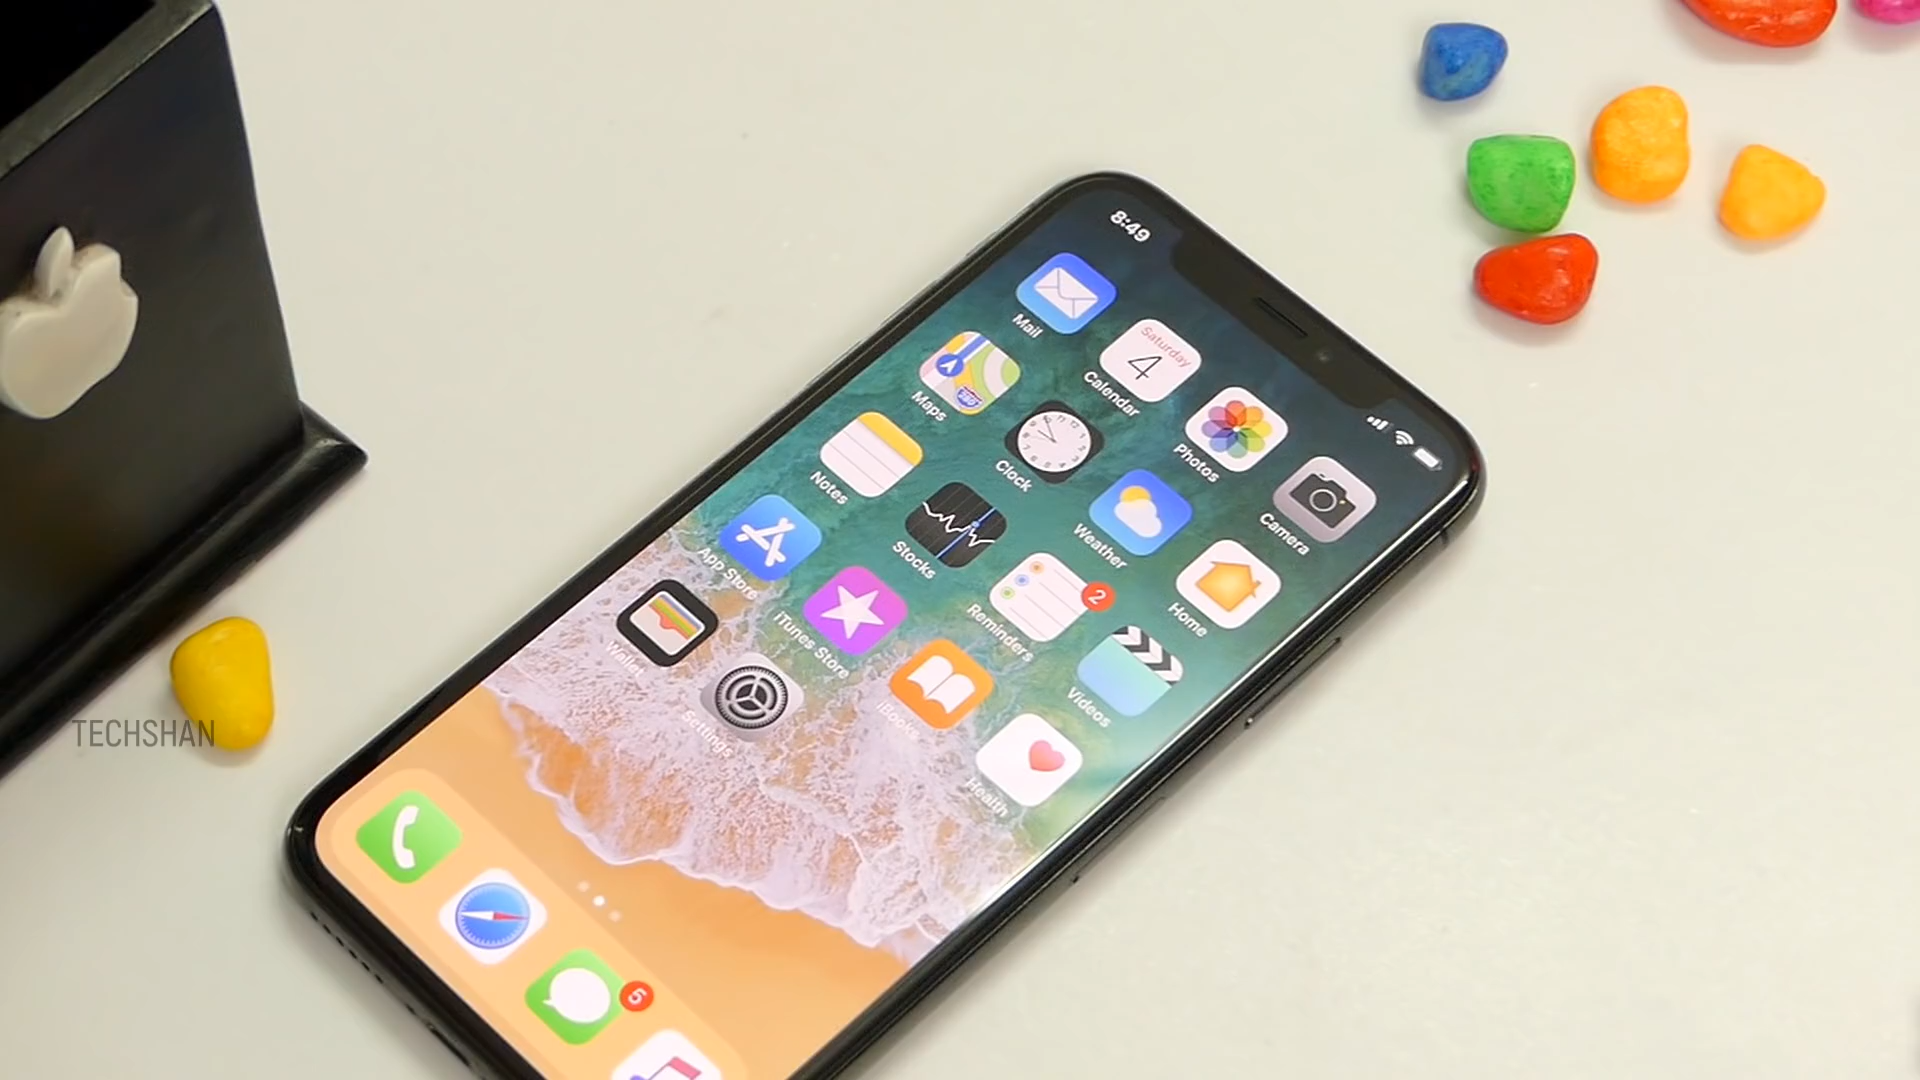 8:49
Mail
Saturday
4
Calendar
Photos
Camera
Maps
280
Clock
Weather
Home
Notes
Stocks
Reminders
2
Videos
App Store
iTunes Store
iBooks
Health
Wallet
Settings
5
TECHSHAN